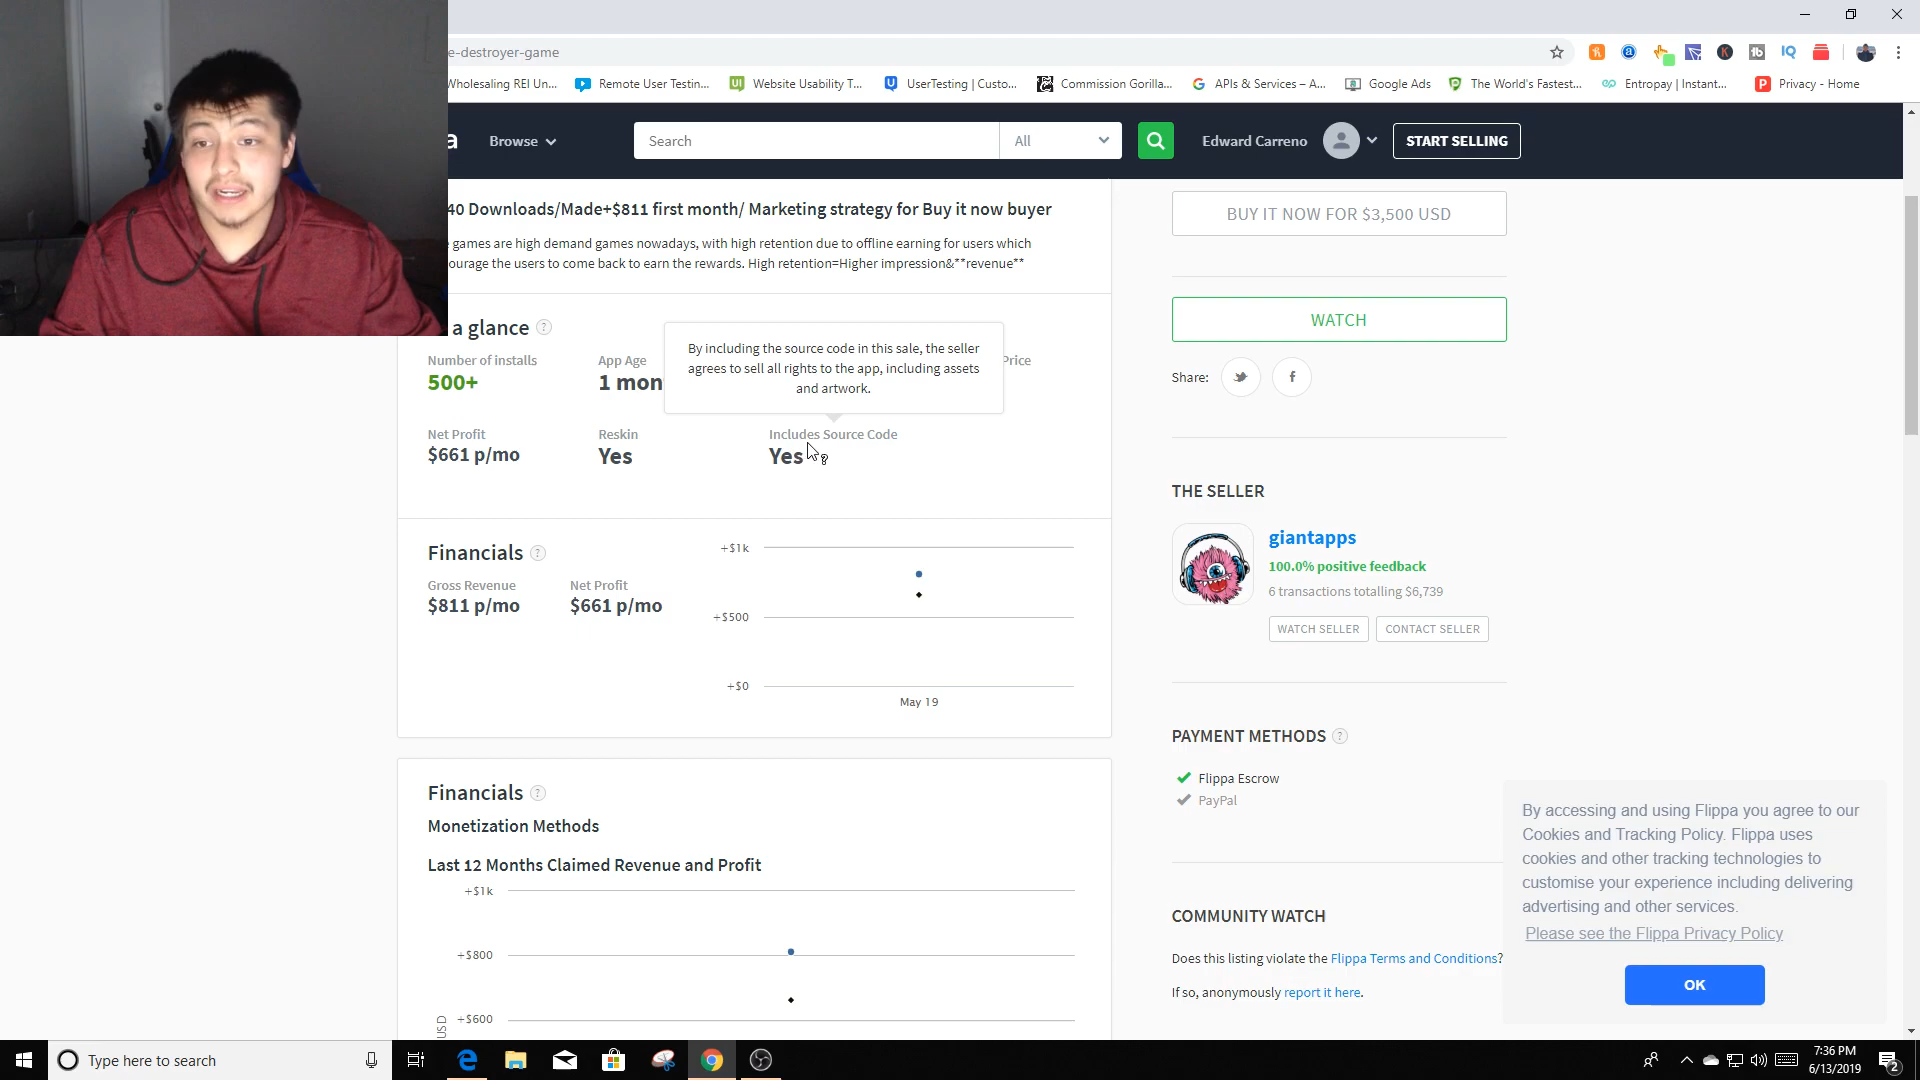 e-destroyer-game
Wholesaling REI Un...
Remote User Testin...
Website Usability T...
UserTesting | Custo...
Commission Gorilla...
APIs & Services – A...
Google Ads
The World's Fastest...
Entropay | Instant...
Privacy - Home
a
Browse
Search
All
Edward Carreno
START SELLING
40 Downloads/Made+$811 first month/ Marketing strategy for Buy it now buyer
games are high demand games nowadays, with high retention due to offline earning for users which
ourage the users to come back to earn the rewards. High retention=Higher impression&**revenue**
BUY IT NOW FOR $3,500 USD
WATCH
Share:
a glance
By including the source code in this sale, the seller
agrees to sell all rights to the app, including assets
and artwork.
Number of installs
500+
App Age
1 mon
Price
Net Profit
$661 p/mo
Reskin
Yes
Includes Source Code
Yes
Financials
Gross Revenue
$811 p/mo
Net Profit
$661 p/mo
+$1k
+$500
+$0
May 19
THE SELLER
giantapps
100.0% positive feedback
6 transactions totalling $6,739
WATCH SELLER
CONTACT SELLER
PAYMENT METHODS
Flippa Escrow
PayPal
Financials
Monetization Methods
Last 12 Months Claimed Revenue and Profit
+$1k
+$800
+$600
USD
COMMUNITY WATCH
Does this listing violate the Flippa Terms and Conditions?
If so, anonymously report it here.
By accessing and using Flippa you agree to our
Cookies and Tracking Policy. Flippa uses
cookies and other tracking technologies to
customise your experience including delivering
advertising and other services.
Please see the Flippa Privacy Policy
OK
Type here to search
7:36 PM
6/13/2019
2